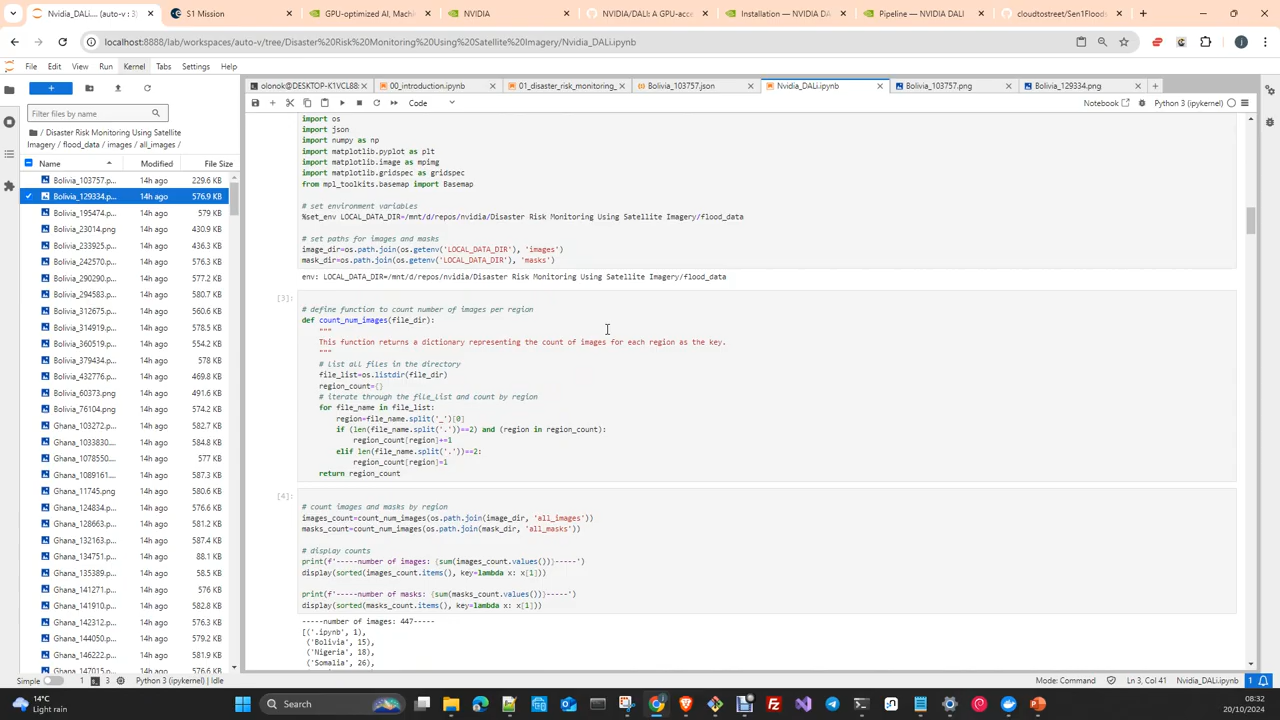 Nvidia_DALi.... (auto-v : 3)
S1 Mission
GPU-optimized AI, Machi
NVIDIA
NVIDIA/DALI: A GPU-acce
Installation — NVIDIA DA
Pipeline — NVIDIA DALI
cloudtostreet/Sen1Floods
localhost:8888/lab/workspaces/auto-v/tree/Disaster%20Risk%20Monitoring%20Using%20Satellite%20Imagery/Nvidia_DALi.ipynb
File Edit View Run Kernel Tabs Settings Help
Filter files by name
/ Disaster Risk Monitoring Using Satellite
Imagery / flood_data / images / all_images /
Name Modified File Size
Bolivia_103757.p... 14h ago 229.6 KB
Bolivia_129334.p... 14h ago 576.9 KB
Bolivia_195474.p... 14h ago 579 KB
Bolivia_23014.png 14h ago 430.9 KB
Bolivia_233925.p... 14h ago 436.3 KB
Bolivia_242570.p... 14h ago 576.3 KB
Bolivia_290290.p... 14h ago 577.2 KB
Bolivia_294583.p... 14h ago 580.7 KB
Bolivia_312675.p... 14h ago 560.6 KB
Bolivia_314919.p... 14h ago 578.5 KB
Bolivia_360519.p... 14h ago 554.2 KB
Bolivia_379434.p... 14h ago 558 KB
Bolivia_432776.p... 14h ago 469.8 KB
Bolivia_60373.png 14h ago 491.6 KB
Bolivia_76104.png 14h ago 574.2 KB
Ghana_103272.p... 14h ago 582.7 KB
Ghana_1033830.... 14h ago 584.8 KB
Ghana_1078550.... 14h ago 577 KB
Ghana_1089161.... 14h ago 587.3 KB
Ghana_11745.png 14h ago 580.6 KB
Ghana_124834.p... 14h ago 576.6 KB
Ghana_128663.p... 14h ago 581.2 KB
Ghana_132163.p... 14h ago 587.4 KB
Ghana_134751.p... 14h ago 88.1 KB
Ghana_135389.p... 14h ago 58.5 KB
Ghana_141271.p... 14h ago 576 KB
Ghana_141910.p... 14h ago 582.8 KB
Ghana_142312.p... 14h ago 580.6 KB
Ghana_144050.p... 14h ago 579.2 KB
Ghana_146222.p... 14h ago 581.3 KB
Ghana_147015.p... 14h ago 576.6 KB
olonok@DESKTOP-K1VCL88:
00_introduction.ipynb
01_disaster_risk_monitoring_
Bolivia_103757.json
Nvidia_DALi.ipynb
Bolivia_103757.png
Bolivia_129334.png
Code
Notebook
Python 3 (ipykernel)
import os
import json
import numpy as np
import matplotlib.pyplot as plt
import matplotlib.image as mpimg
import matplotlib.gridspec as gridspec
from mpl_toolkits.basemap import Basemap
# set environment variables
%set_env LOCAL_DATA_DIR=/mnt/d/repos/nvidia/Disaster Risk Monitoring Using Satellite Imagery/flood_data
# set paths for images and masks
image_dir=os.path.join(os.getenv('LOCAL_DATA_DIR'), 'images')
mask_dir=os.path.join(os.getenv('LOCAL_DATA_DIR'), 'masks')
env: LOCAL_DATA_DIR=/mnt/d/repos/nvidia/Disaster Risk Monitoring Using Satellite Imagery/flood_data
[3]:
# define function to count number of images per region
def count_num_images(file_dir):
"""
This function returns a dictionary representing the count of images for each region as the key.
"""
# list all files in the directory
file_list=os.listdir(file_dir)
region_count={}
# iterate through the file_list and count by region
for file_name in file_list:
region=file_name.split('_')[0]
if (len(file_name.split('.'))==2) and (region in region_count):
region_count[region]+=1
elif len(file_name.split('.'))==2:
region_count[region]=1
return region_count
[4]:
# count images and masks by region
images_count=count_num_images(os.path.join(image_dir, 'all_images'))
masks_count=count_num_images(os.path.join(mask_dir, 'all_masks'))
# display counts
print(f'-----number of images: {sum(images_count.values())}-----')
display(sorted(images_count.items(), key=lambda x: x[1]))
print(f'-----number of masks: {sum(masks_count.values())}-----')
display(sorted(masks_count.items(), key=lambda x: x[1]))
-----number of images: 447-----
[('.ipynb', 1),
('Bolivia', 15),
('Nigeria', 18),
('Somalia', 26),
Simple 1 3 Python 3 (ipykernel) | Idle
Mode: Command Ln 3, Col 41 Nvidia_DALi.ipynb 1
14°C
Light rain
Search
08:32
20/10/2024